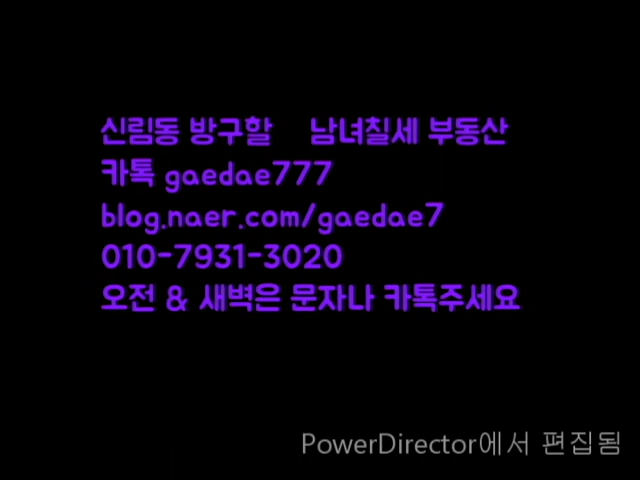 신림동 방구할 남녀칠세 부동산
카톡 gaedae777
blog.naer.com/gaedae7
010-7931-3020
오전 & 새벽은 문자나 카톡주세요
PowerDirector에서 편집됨